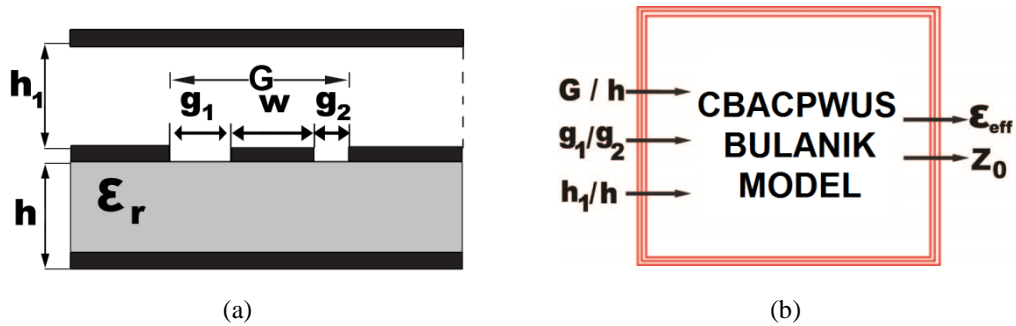 h₁
G
g₁ w g₂
h
εr
(a)
G / h
g₁/g₂
h₁/h
CBACPWUS
BULANIK
MODEL
εeff
Z₀
(b)